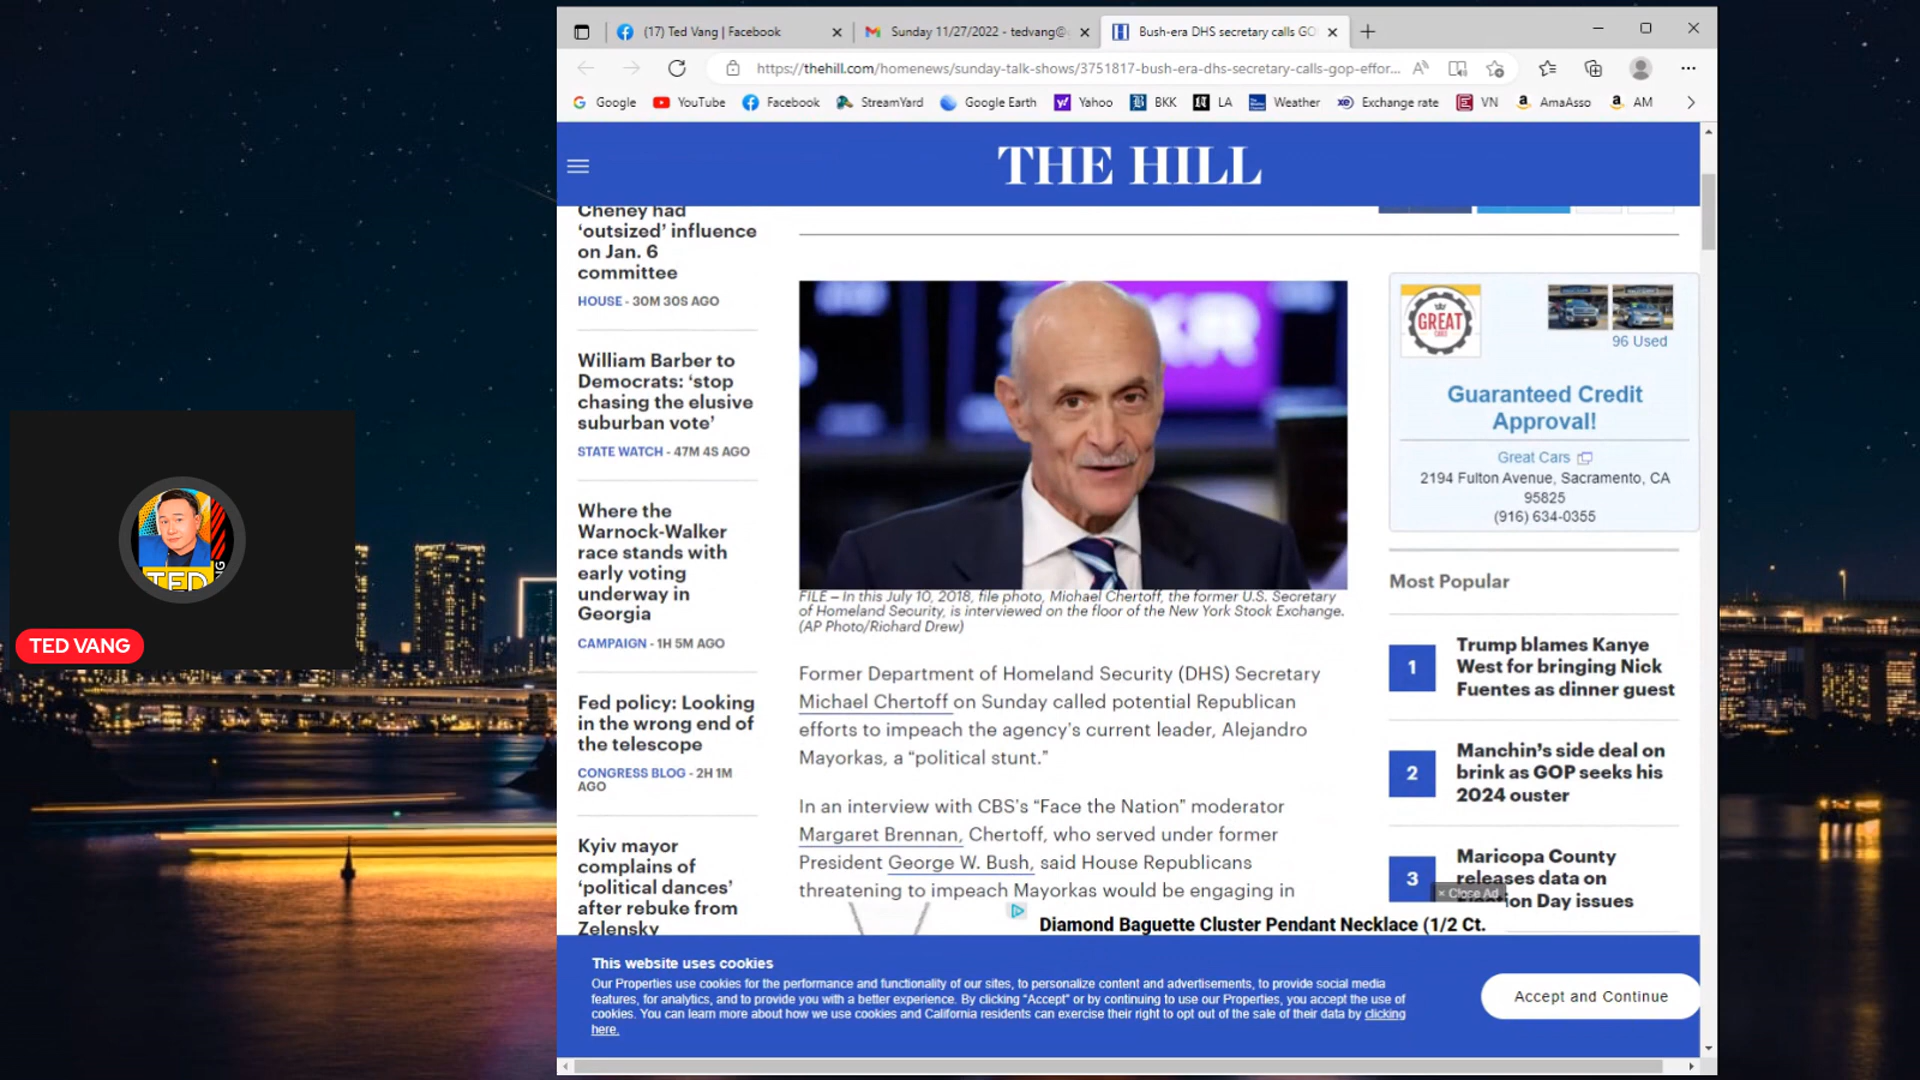 (17) Ted Vang | Facebook
Sunday 11/27/2022 - tedvang@
Bush-era DHS secretary calls GO
https://thehill.com/homenews/sunday-talk-shows/3751817-bush-era-dhs-secretary-calls-gop-effor...
Google YouTube Facebook StreamYard Google Earth Yahoo BKK LA Weather Exchange rate VN AmaAsso AM
THE HILL
Cheney had
‘outsized’ influence
on Jan. 6
committee
HOUSE - 30M 30S AGO
William Barber to
Democrats: ‘stop
chasing the elusive
suburban vote’
STATE WATCH - 47M 4S AGO
Where the
Warnock-Walker
race stands with
early voting
underway in
Georgia
CAMPAIGN - 1H 5M AGO
Fed policy: Looking
in the wrong end of
the telescope
CONGRESS BLOG - 2H 1M
AGO
Kyiv mayor
complains of
‘political dances’
after rebuke from
Zelensky
FILE – In this July 10, 2018, file photo, Michael Chertoff, the former U.S. Secretary
of Homeland Security, is interviewed on the floor of the New York Stock Exchange.
(AP Photo/Richard Drew)
Former Department of Homeland Security (DHS) Secretary
Michael Chertoff on Sunday called potential Republican
efforts to impeach the agency’s current leader, Alejandro
Mayorkas, a “political stunt.”
In an interview with CBS’s “Face the Nation” moderator
Margaret Brennan, Chertoff, who served under former
President George W. Bush, said House Republicans
threatening to impeach Mayorkas would be engaging in
GREAT
CARS
96 Used
Guaranteed Credit
Approval!
Great Cars
2194 Fulton Avenue, Sacramento, CA
95825
(916) 634-0355
Most Popular
1
Trump blames Kanye
West for bringing Nick
Fuentes as dinner guest
2
Manchin’s side deal on
brink as GOP seeks his
2024 ouster
3
Maricopa County
releases data on
ion Day issues
× Close Ad
Diamond Baguette Cluster Pendant Necklace (1/2 Ct.
This website uses cookies
Our Properties use cookies for the performance and functionality of our sites, to personalize content and advertisements, to provide social media
features, for analytics, and to provide you with a better experience. By clicking “Accept” or by continuing to use our Properties, you accept the use of
cookies. You can learn more about how we use cookies and California residents can exercise their right to opt out of the sale of their data by clicking
here.
Accept and Continue
TED
TED VANG